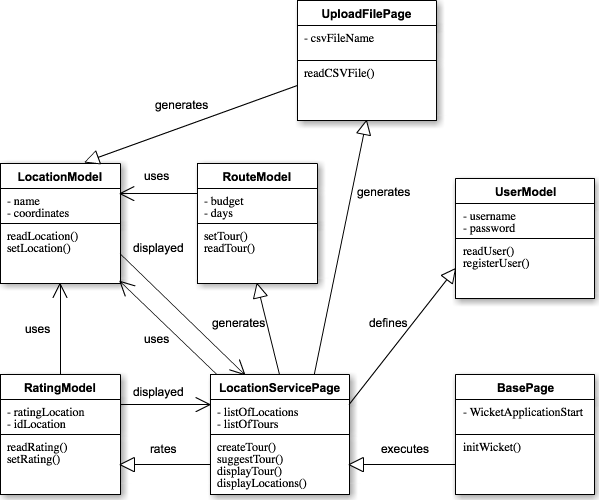 UploadFilePage
- csvFileName
readCSVFile()
generates
LocationModel
- name
- coordinates
readLocation()
setLocation()
uses
RouteModel
- budget
- days
setTour()
readTour()
generates
UserModel
- username
- password
readUser()
registerUser()
displayed
uses
generates
defines
uses
RatingModel
- ratingLocation
- idLocation
readRating()
setRating()
displayed
rates
LocationServicePage
- listOfLocations
- listOfTours
createTour()
suggestTour()
displayTour()
displayLocations()
executes
BasePage
- WicketApplicationStart
initWicket()